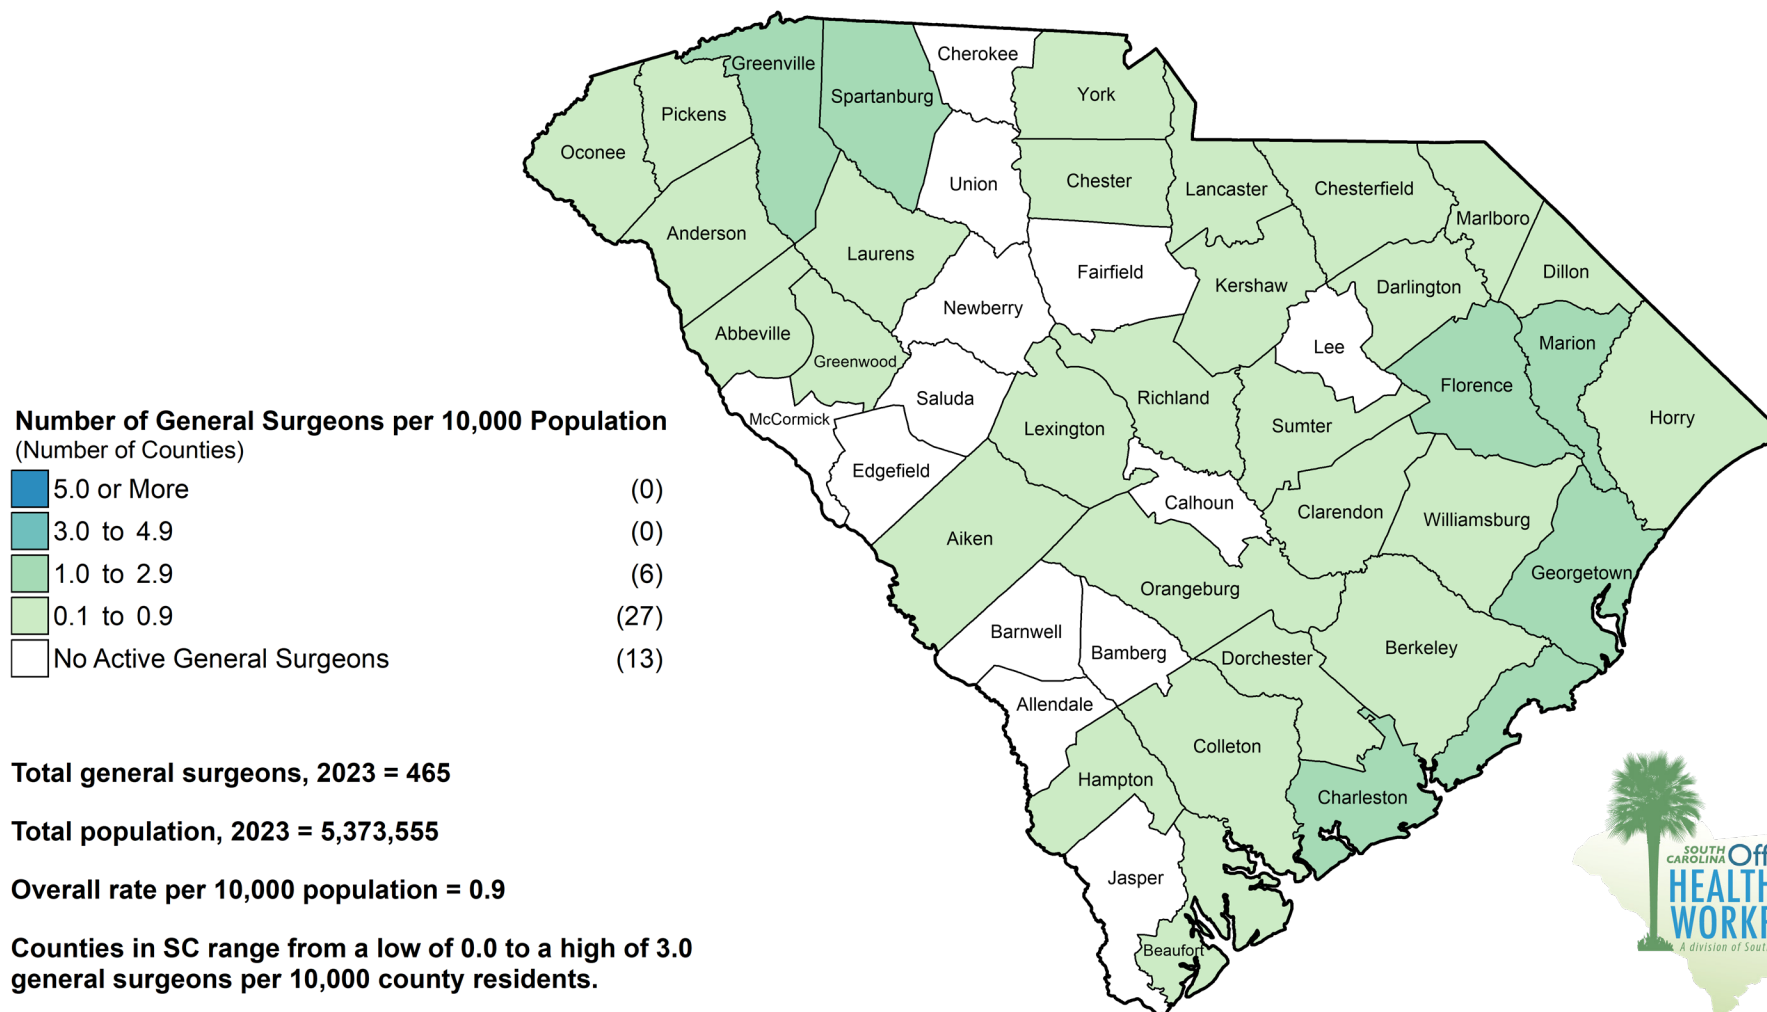 Cherokee
Greenville
Spartanburg
York
Pickens
Oconee
Union
Chester
Lancaster
Chesterfield
Marlboro
Anderson
Laurens
Fairfield
Kershaw
Darlington
Dillon
Newberry
Abbeville
Greenwood
Lee
Marion
Saluda
Richland
Florence
McCormick
Lexington
Sumter
Horry
Edgefield
Calhoun
Clarendon
Williamsburg
Aiken
Orangeburg
Georgetown
Barnwell
Bamberg
Dorchester
Berkeley
Allendale
Colleton
Hampton
Charleston
Jasper
Beaufort
Number of General Surgeons per 10,000 Population
(Number of Counties)
5.0 or More (0)
3.0 to 4.9 (0)
1.0 to 2.9 (6)
0.1 to 0.9 (27)
No Active General Surgeons (13)
Total general surgeons, 2023 = 465
Total population, 2023 = 5,373,555
Overall rate per 10,000 population = 0.9
Counties in SC range from a low of 0.0 to a high of 3.0
general surgeons per 10,000 county residents.
SOUTH
CAROLINA Off
HEALTH
WORKF
A division of Sout